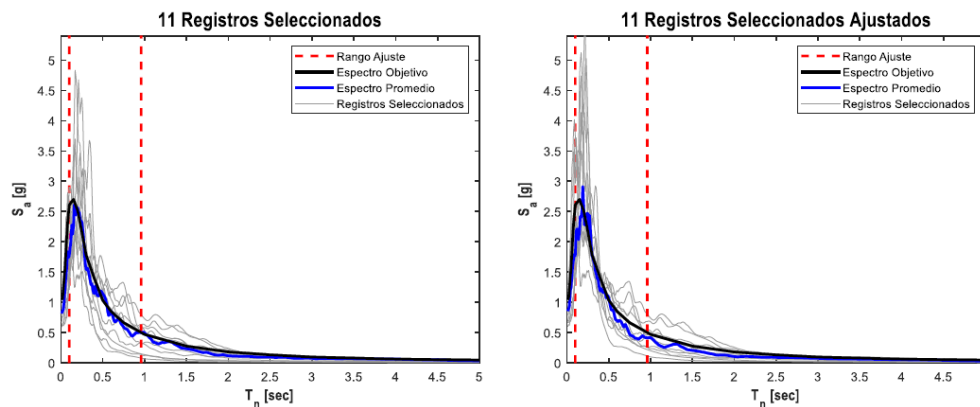 11 Registros Seleccionados
Rango Ajuste
Espectro Objetivo
Espectro Promedio
Registros Seleccionados
5
4.5
4
3.5
3
2.5
2
1.5
1
0.5
0
S_a [g]
0 0.5 1 1.5 2 2.5 3 3.5 4 4.5 5
T_n [sec]
11 Registros Seleccionados Ajustados
Rango Ajuste
Espectro Objetivo
Espectro Promedio
Registros Seleccionados
5
4.5
4
3.5
3
2.5
2
1.5
1
0.5
0
S_a [g]
0 0.5 1 1.5 2 2.5 3 3.5 4 4.5
T_n [sec]